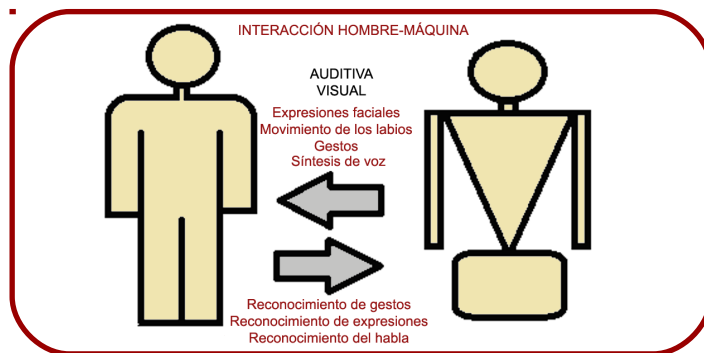 INTERACCIÓN HOMBRE-MÁQUINA
AUDITIVA
VISUAL
Expresiones faciales
Movimiento de los labios
Gestos
Síntesis de voz
Reconocimiento de gestos
Reconocimiento de expresiones
Reconocimiento del habla